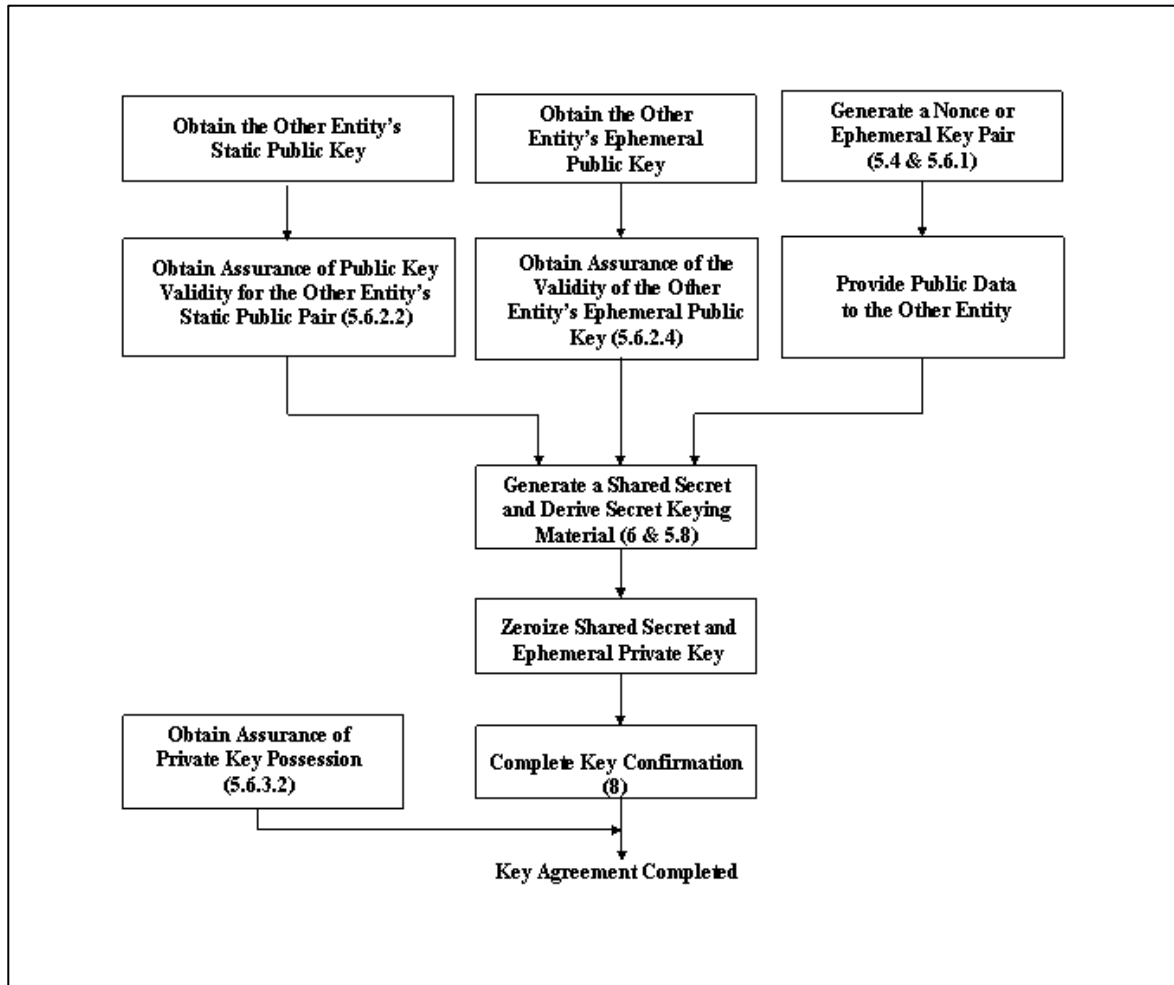 Obtain the Other Entity's
Static Public Key
Obtain the Other
Entity's Ephemeral
Public Key
Generate a Nonce or
Ephemeral Key Pair
(5.4 & 5.6.1)
Obtain Assurance of Public Key
Validity for the Other Entity's
Static Public Pair (5.6.2.2)
Obtain Assurance of the
Validity of the Other
Entity's Ephemeral Public
Key (5.6.2.4)
Provide Public Data
to the Other Entity
Generate a Shared Secret
and Derive Secret Keying
Material (6 & 5.8)
Zeroize Shared Secret and
Ephemeral Private Key
Obtain Assurance of
Private Key Possession
(5.6.3.2)
Complete Key Confirmation
(8)
Key Agreement Completed